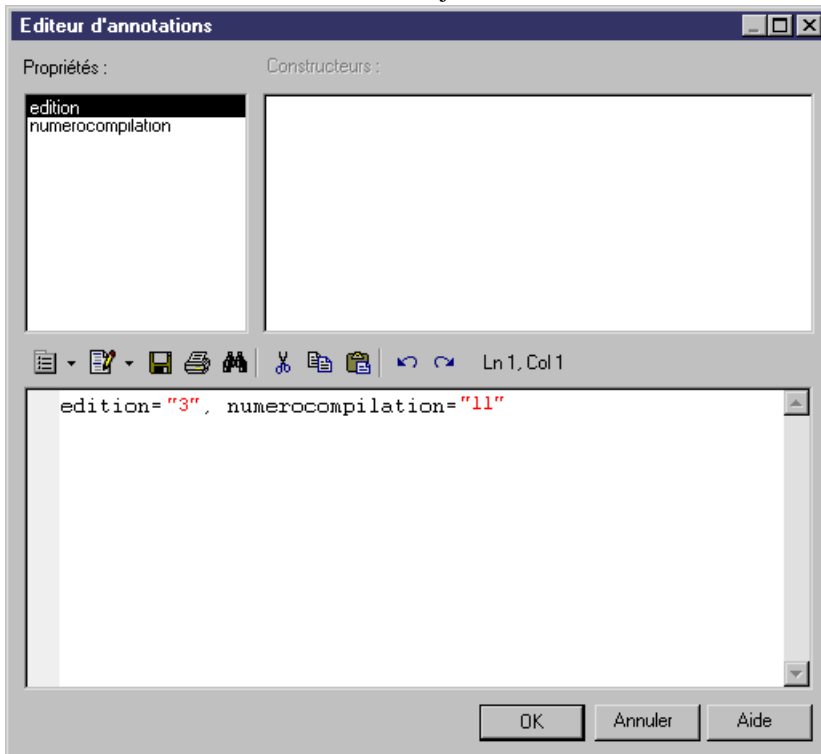 Editeur d'annotations
Propriétés :
Constructeurs :
edition
numerocompilation
Ln 1, Col 1
edition="3", numerocompilation="11"
OK
Annuler
Aide